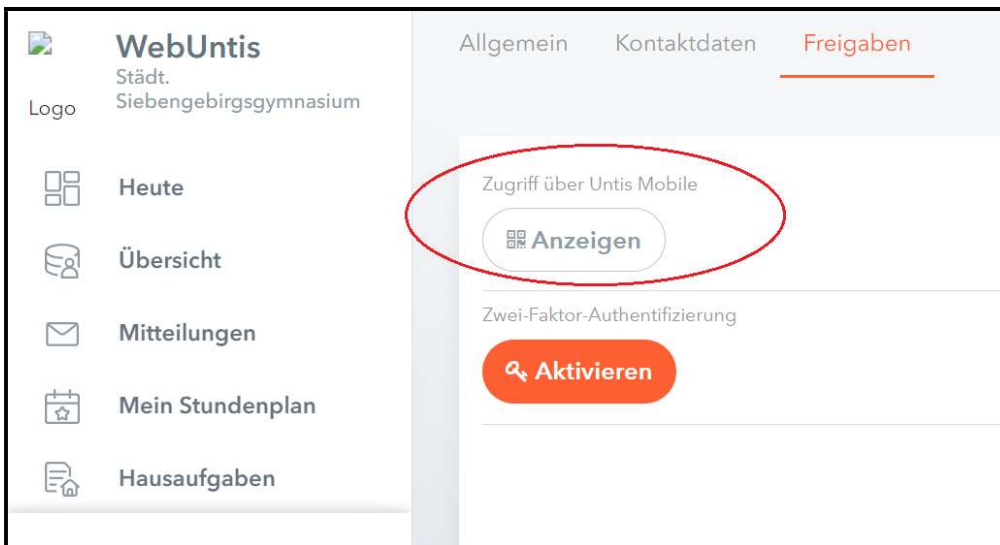 WebUntis
Städt.
Siebengebirgsgymnasium
Logo
Heute
Übersicht
Mitteilungen
Mein Stundenplan
Hausaufgaben
Allgemein Kontaktdaten Freigaben
Zugriff über Untis Mobile
Anzeigen
Zwei-Faktor-Authentifizierung
Aktivieren